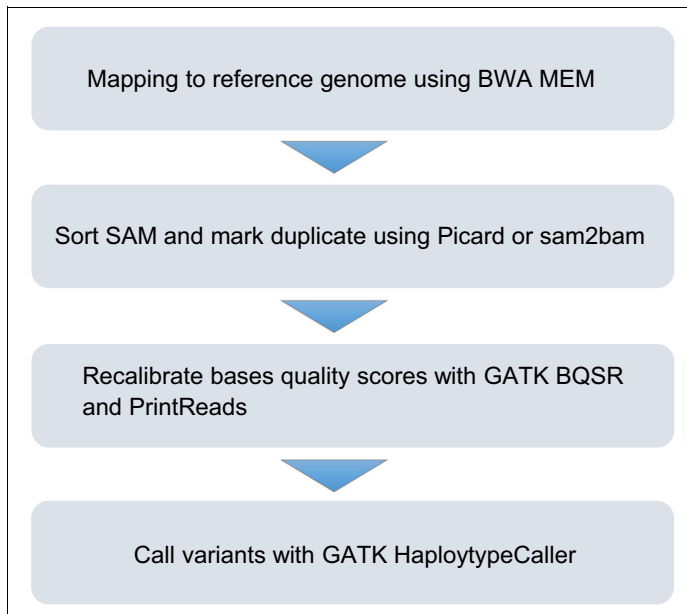 Mapping to reference genome using BWA MEM
Sort SAM and mark duplicate using Picard or sam2bam
Recalibrate bases quality scores with GATK BQSR
and PrintReads
Call variants with GATK HaploytypeCaller